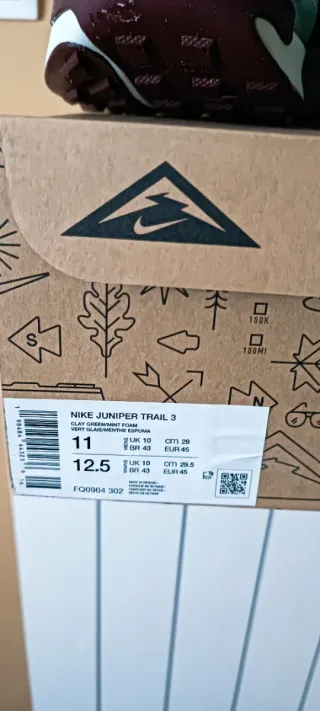 100K
100MI
S
N
NIKE JUNIPER TRAIL 3
CLAY GREEN/MINT FOAM
VERT GLAIS/MENTHE ESPUMA
11 UK 10 cm 29
BR 43 EUR 45
12.5 UK 10 cm 29.5
BR 43 EUR 45
FQ0904 302